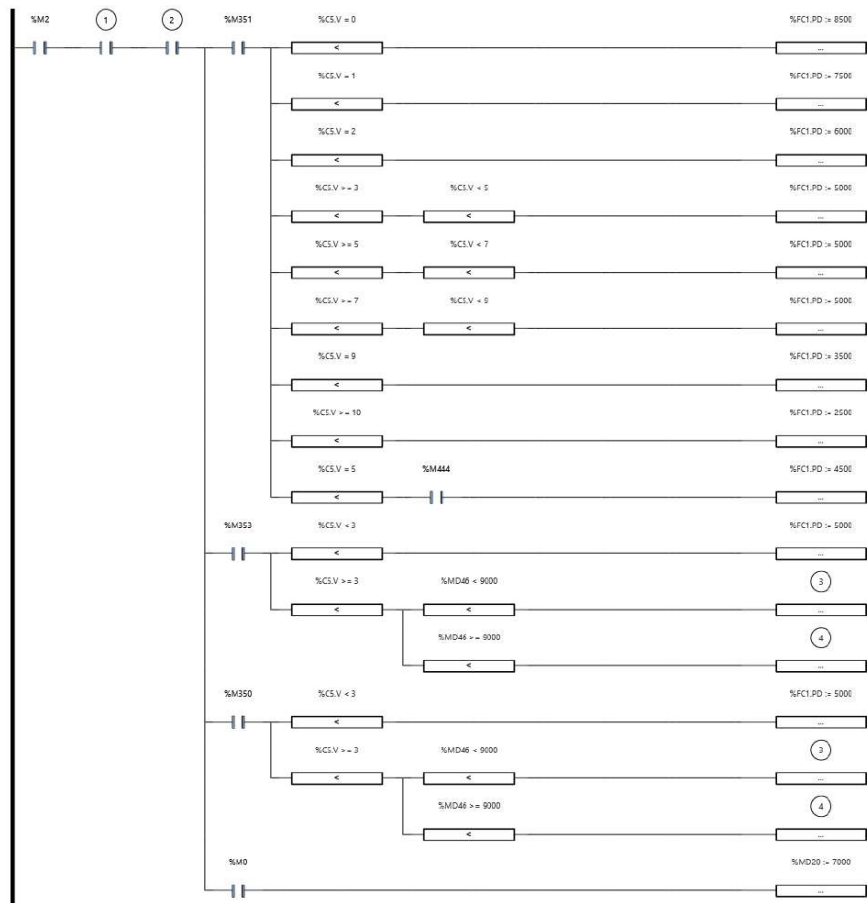 %M2 ① ② %M351 %C5.V = 0 %FC1.PD := 8500
< ...
%C5.V = 1 %FC1.PD := 7500
< ...
%C5.V = 2 %FC1.PD := 6000
< ...
%C5.V >= 3 %C5.V < 5 %FC1.PD := 5000
< < ...
%C5.V >= 5 %C5.V < 7 %FC1.PD := 5000
< < ...
%C5.V >= 7 %C5.V < 9 %FC1.PD := 5000
< < ...
%C5.V = 9 %FC1.PD := 3500
< ...
%C5.V >= 10 %FC1.PD := 2500
< ...
%C5.V = 5 %M444 %FC1.PD := 4500
< ...
%M353 %C5.V < 3 %FC1.PD := 5000
< ...
%C5.V >= 3 %MD46 < 9000 ③
< < ...
%MD46 >= 9000 ④
< ...
%M350 %C5.V < 3 %FC1.PD := 5000
< ...
%C5.V >= 3 %MD46 < 9000 ③
< < ...
%MD46 >= 9000 ④
< ...
%M0 %MD20 := 7000
...